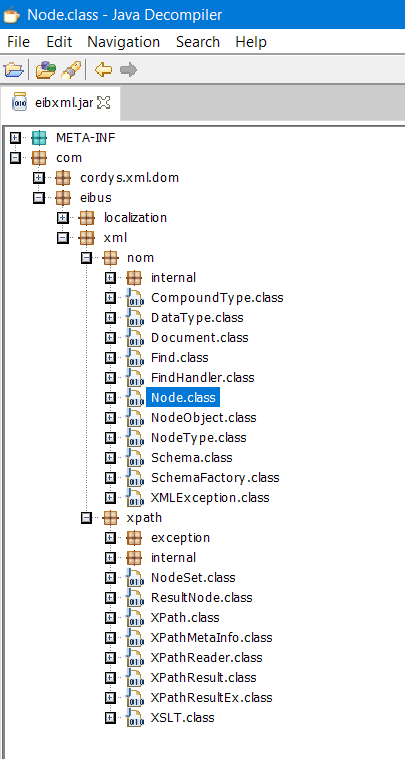 Node.class - Java Decompiler
File Edit Navigation Search Help
eibxml.jar
META-INF
com
cordys.xml.dom
eibus
localization
xml
nom
internal
CompoundType.class
DataType.class
Document.class
Find.class
FindHandler.class
Node.class
NodeObject.class
NodeType.class
Schema.class
SchemaFactory.class
XMLException.class
xpath
exception
internal
NodeSet.class
ResultNode.class
XPath.class
XPathMetaInfo.class
XPathReader.class
XPathResult.class
XPathResultEx.class
XSLT.class